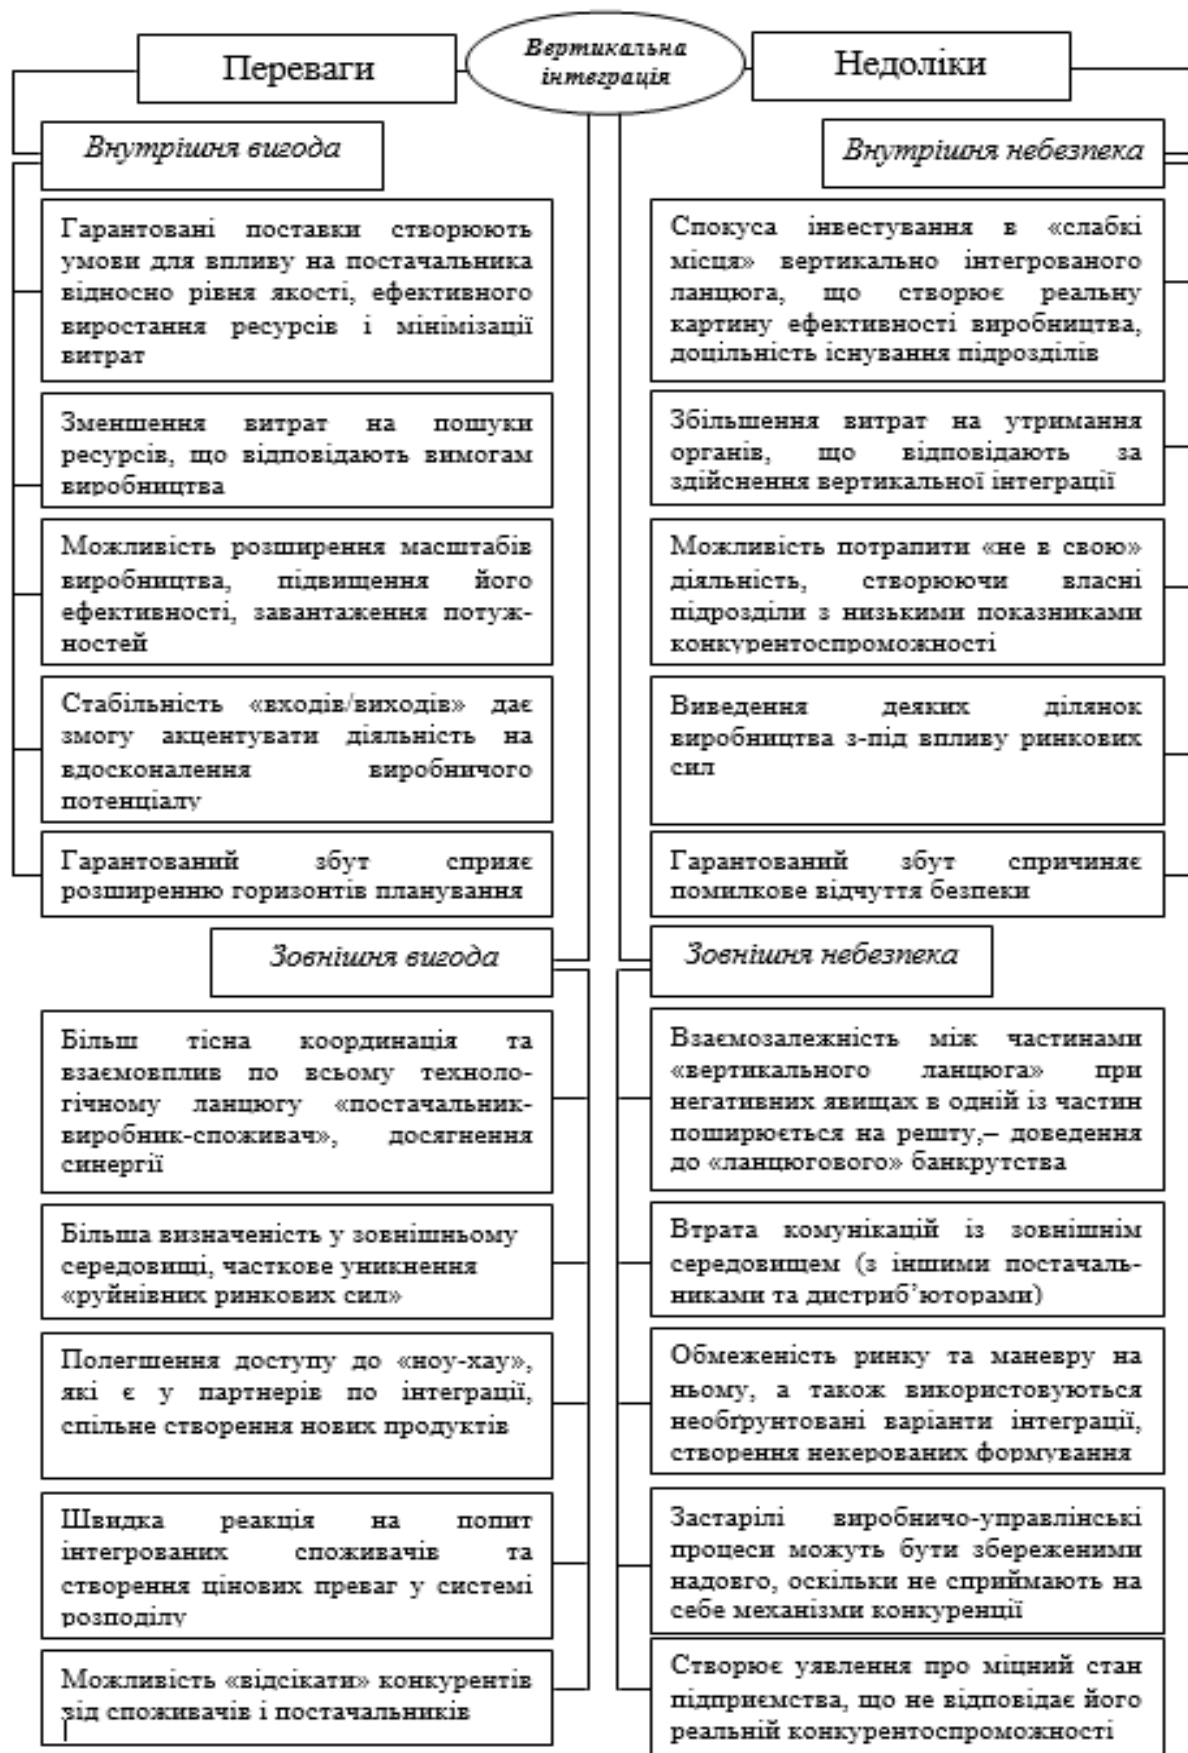 Вертикальна
інтеграція
Переваги
Недоліки
Внутрішня вигода
Гарантовані поставки створюють
умови для впливу на постачальника
відносно рівня якості, ефективного
виростання ресурсів і мінімізації
витрат
Зменшення витрат на пошуки
ресурсів, що відповідають вимогам
виробництва
Можливість розширення масштабів
виробництва, підвищення його
ефективності, завантаження потуж-
ностей
Стабільність «входів/виходів» дає
змогу акцентувати діяльність на
вдосконалення виробничого
потенціалу
Гарантований збут сприяє
розширенню горизонтів планування
Внутрішня небезпека
Спокуса інвестування в «слабкі
місця» вертикально інтегрованого
ланцюга, що створює реальну
картину ефективності виробництва,
доцільність існування підрозділів
Збільшення витрат на утримання
органів, що відповідають за
здійснення вертикальної інтеграції
Можливість потрапити «не в свою»
діяльність, створюючи власні
підрозділи з низькими показниками
конкурентоспроможності
Виведення деяких ділянок
виробництва з-під впливу ринкових
сил
Гарантований збут спричиняє
помилкове відчуття безпеки
Зовнішня вигода
Більш тісна координація та
взаємовплив по всьому техноло-
гічному ланцюгу «постачальник-
виробник-споживач», досягнення
синергії
Більша визначеність у зовнішньому
середовищі, часткове уникнення
«руйнівних ринкових сил»
Полегшення доступу до «ноу-хау»,
які є у партнерів по інтеграції,
спільне створення нових продуктів
Швидка реакція на попит
інтегрованих споживачів та
створення цінових преваг у системі
розподілу
Можливість «відсікати» конкурентів
від споживачів і постачальників
Зовнішня небезпека
Взаємозалежність між частинами
«вертикального ланцюга» при
негативних явищах в одній із частин
поширюється на решту,– доведення
до «ланцюгового» банкрутства
Втрата комунікацій із зовнішнім
середовищем (з іншими постачаль-
никами та дистриб’юторами)
Обмеженість ринку та маневру на
ньому, а також використовуються
необґрунтовані варіанти інтеграції,
створення некерованих формування
Застарілі виробничо-управлінські
процеси можуть бути збереженими
надовго, оскільки не сприймають на
себе механізми конкуренції
Створює уявлення про міцний стан
підприємства, що не відповідає його
реальній конкурентоспроможності